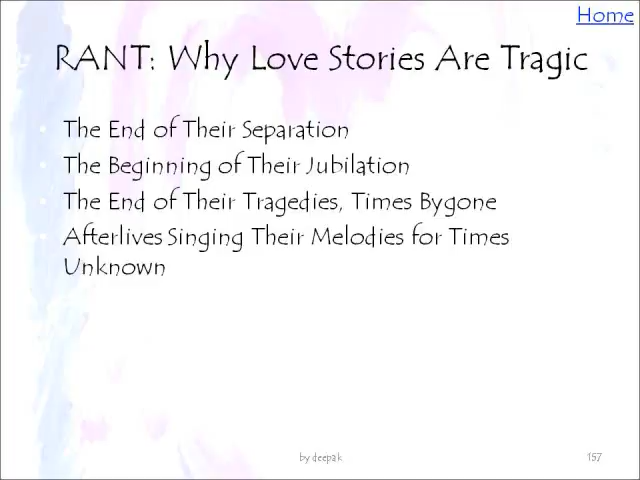 Home
RANT: Why Love Stories Are Tragic
The End of Their Separation
The Beginning of Their Jubilation
The End of Their Tragedies, Times Bygone
Afterlives Singing Their Melodies for Times
Unknown
by deepak
157